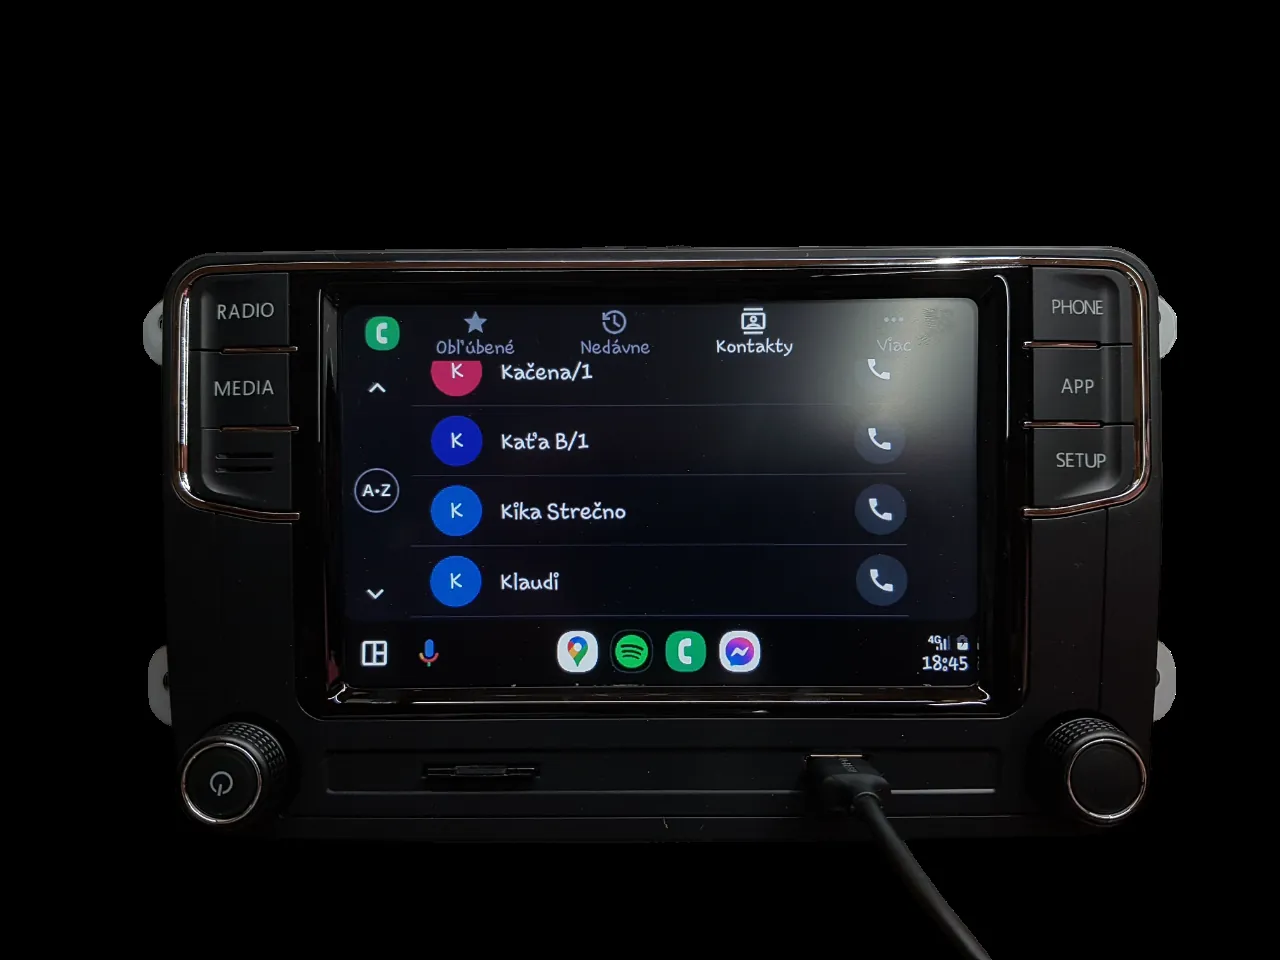 RADIO
MEDIA
PHONE
APP
SETUP
Obľúbené
Nedávne
Kontakty
Viac
K Kačena/1
K Kaťa B/1
A•Z
K Kika Strečno
K Klaudi
4G
18:45